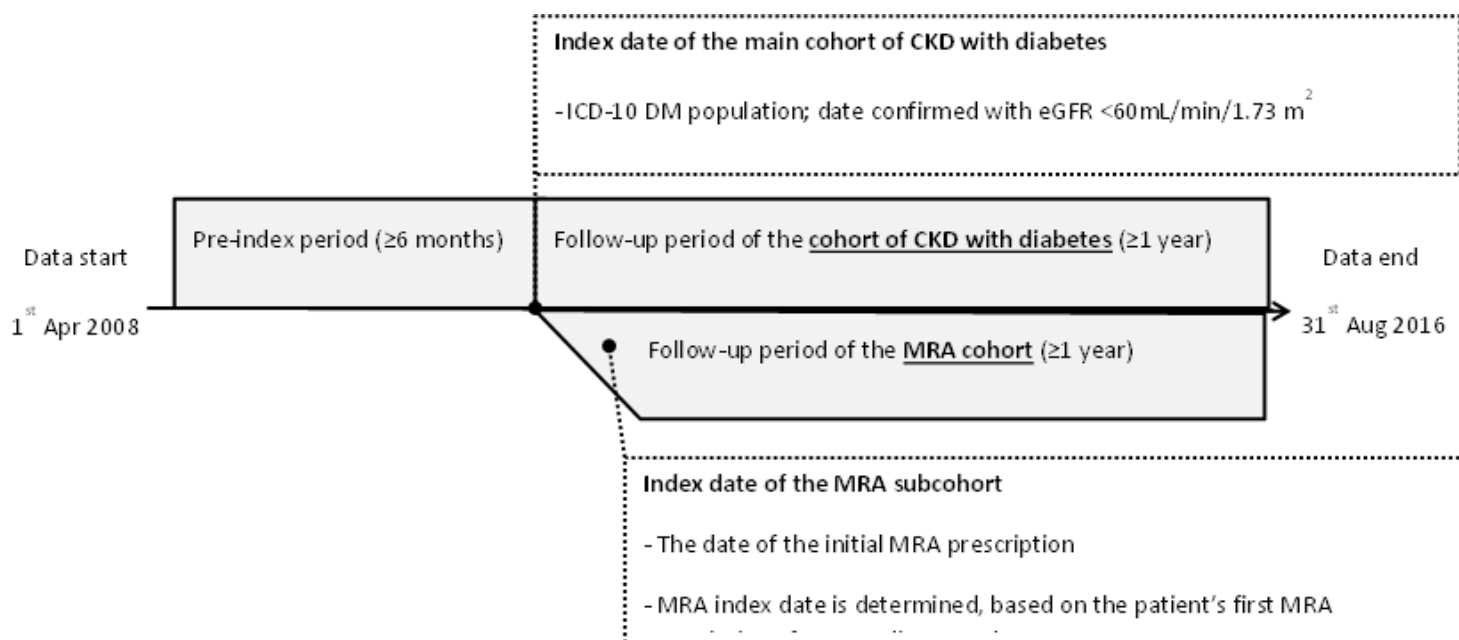 Index date of the main cohort of CKD with diabetes
-ICD-10 DM population; date confirmed with eGFR <60mL/min/1.73 m2
Pre-index period (≥6 months)
Follow-up period of the cohort of CKD with diabetes (≥1 year)
Data start
1st Apr 2008
Data end
31st Aug 2016
Follow-up period of the MRA cohort (≥1 year)
Index date of the MRA subcohort
- The date of the initial MRA prescription
- MRA index date is determined, based on the patient's first MRA